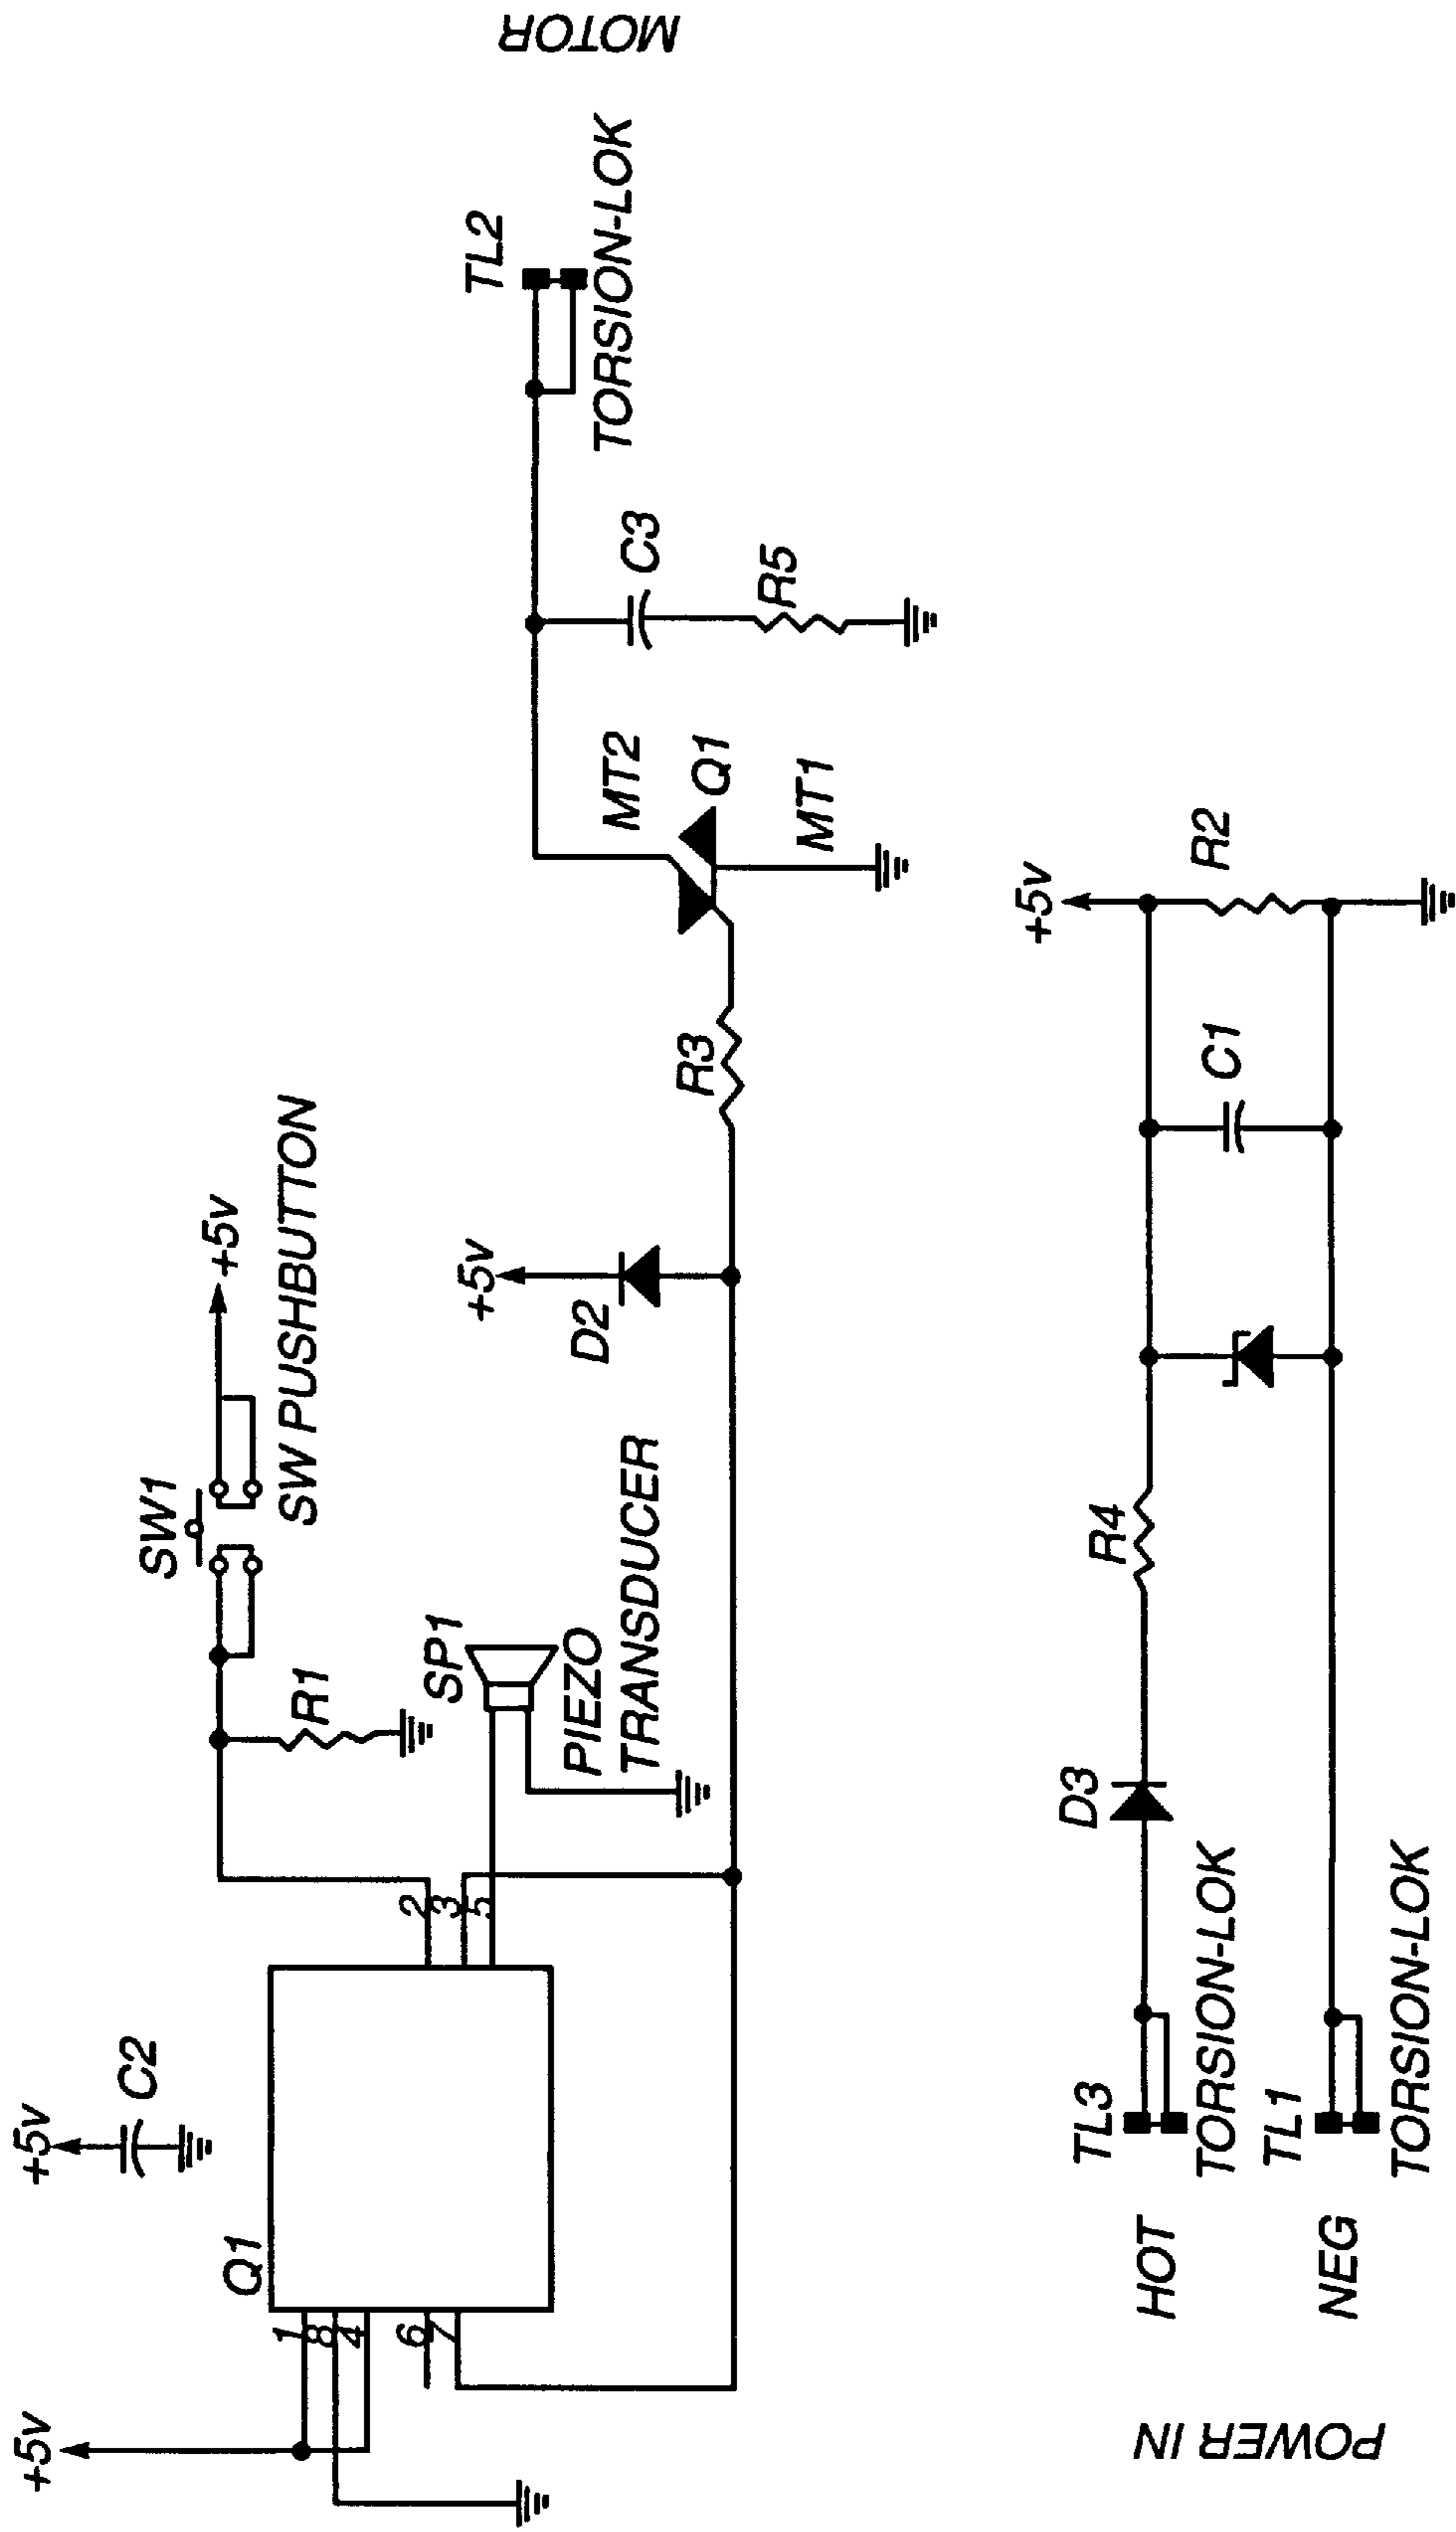 +5v
C2
Q1
1
8
4
6
7
+5v
2
3
5
SW1
+5v
SW PUSHBUTTON
R1
SP1
PIEZO
TRANSDUCER
+5v
D2
R3
MT2
Q1
MT1
C3
R5
TL2
TORSION-LOK
MOTOR
POWER IN
HOT
TL3
TORSION-LOK
D3
R4
NEG
TL1
TORSION-LOK
C1
+5v
R2